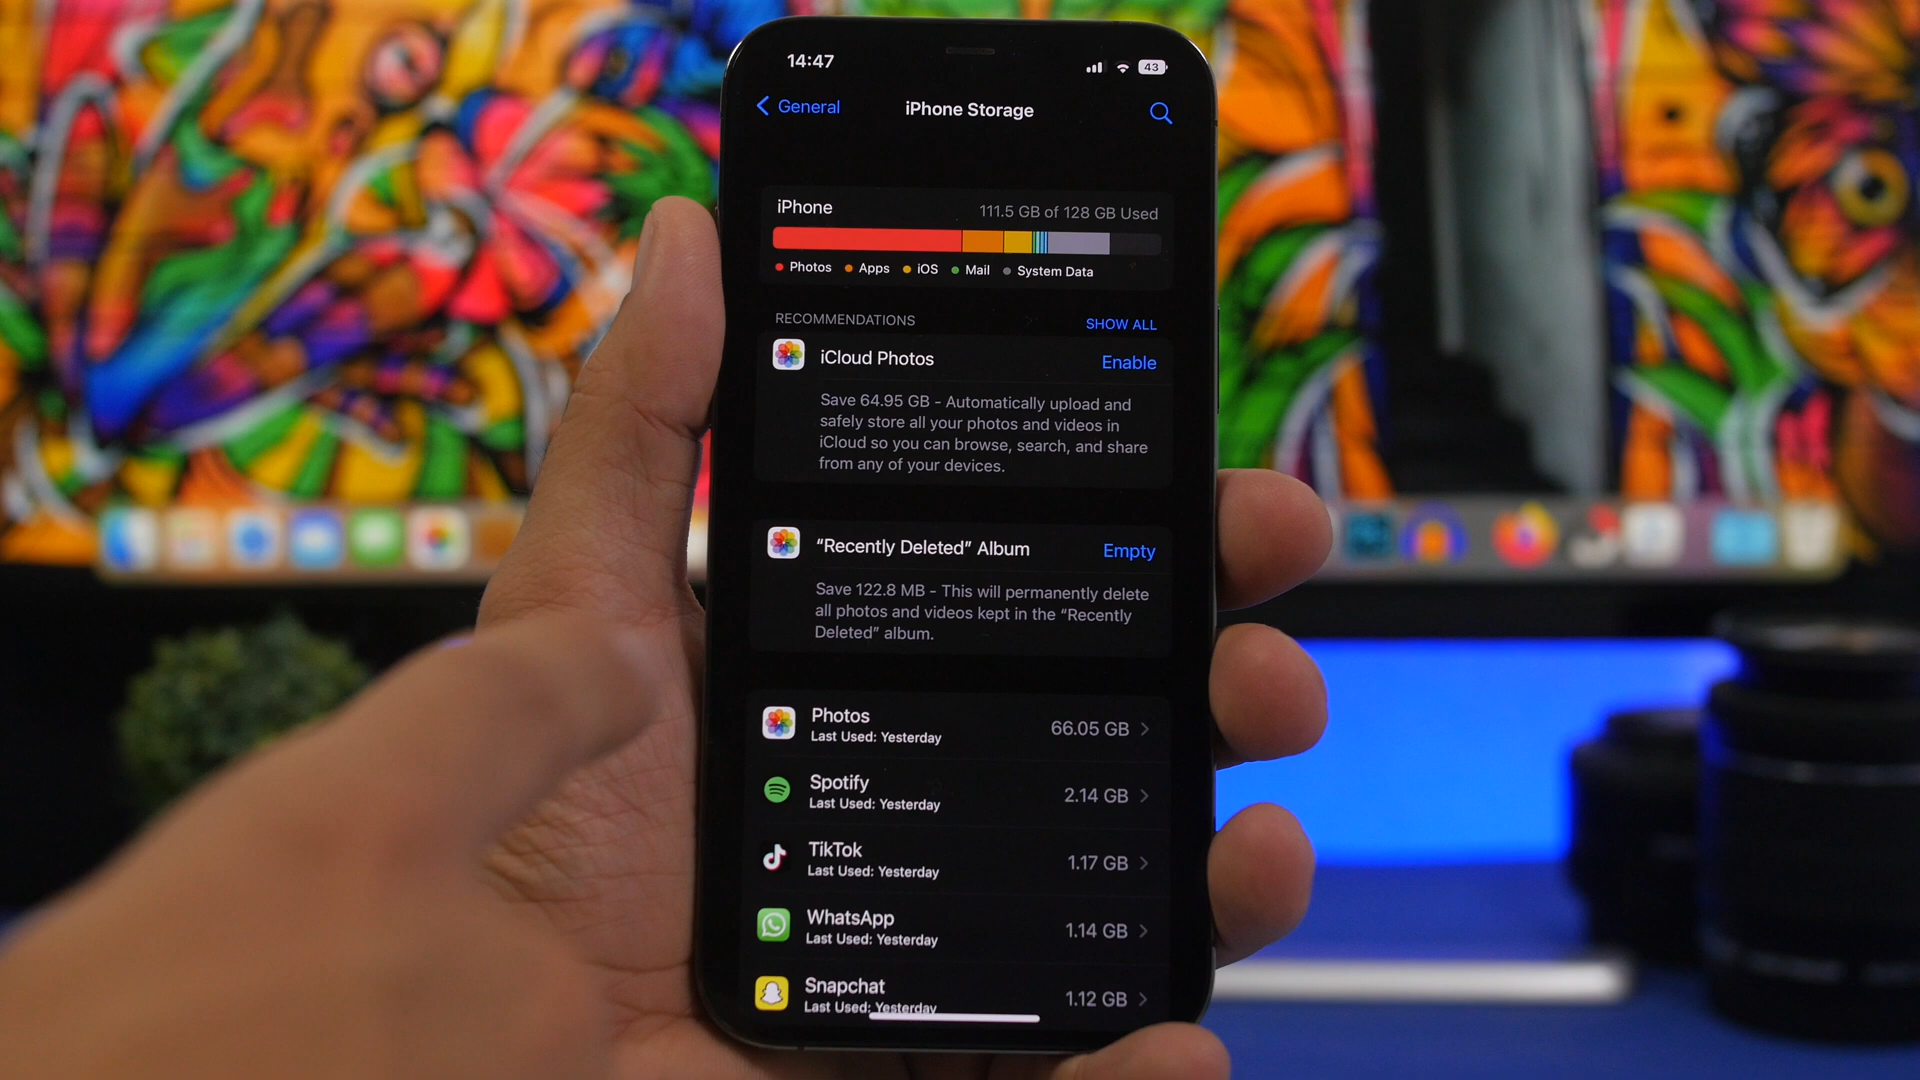 14:47
43
General
iPhone Storage
iPhone
111.5 GB of 128 GB Used
Photos
Apps
iOS
Mail
System Data
RECOMMENDATIONS
SHOW ALL
iCloud Photos
Enable
Save 64.95 GB - Automatically upload and
safely store all your photos and videos in
iCloud so you can browse, search, and share
from any of your devices.
“Recently Deleted” Album
Empty
Save 122.8 MB - This will permanently delete
all photos and videos kept in the “Recently
Deleted” album.
Photos
Last Used: Yesterday
66.05 GB
Spotify
Last Used: Yesterday
2.14 GB
TikTok
Last Used: Yesterday
1.17 GB
WhatsApp
Last Used: Yesterday
1.14 GB
Snapchat
Last Used: Yesterday
1.12 GB